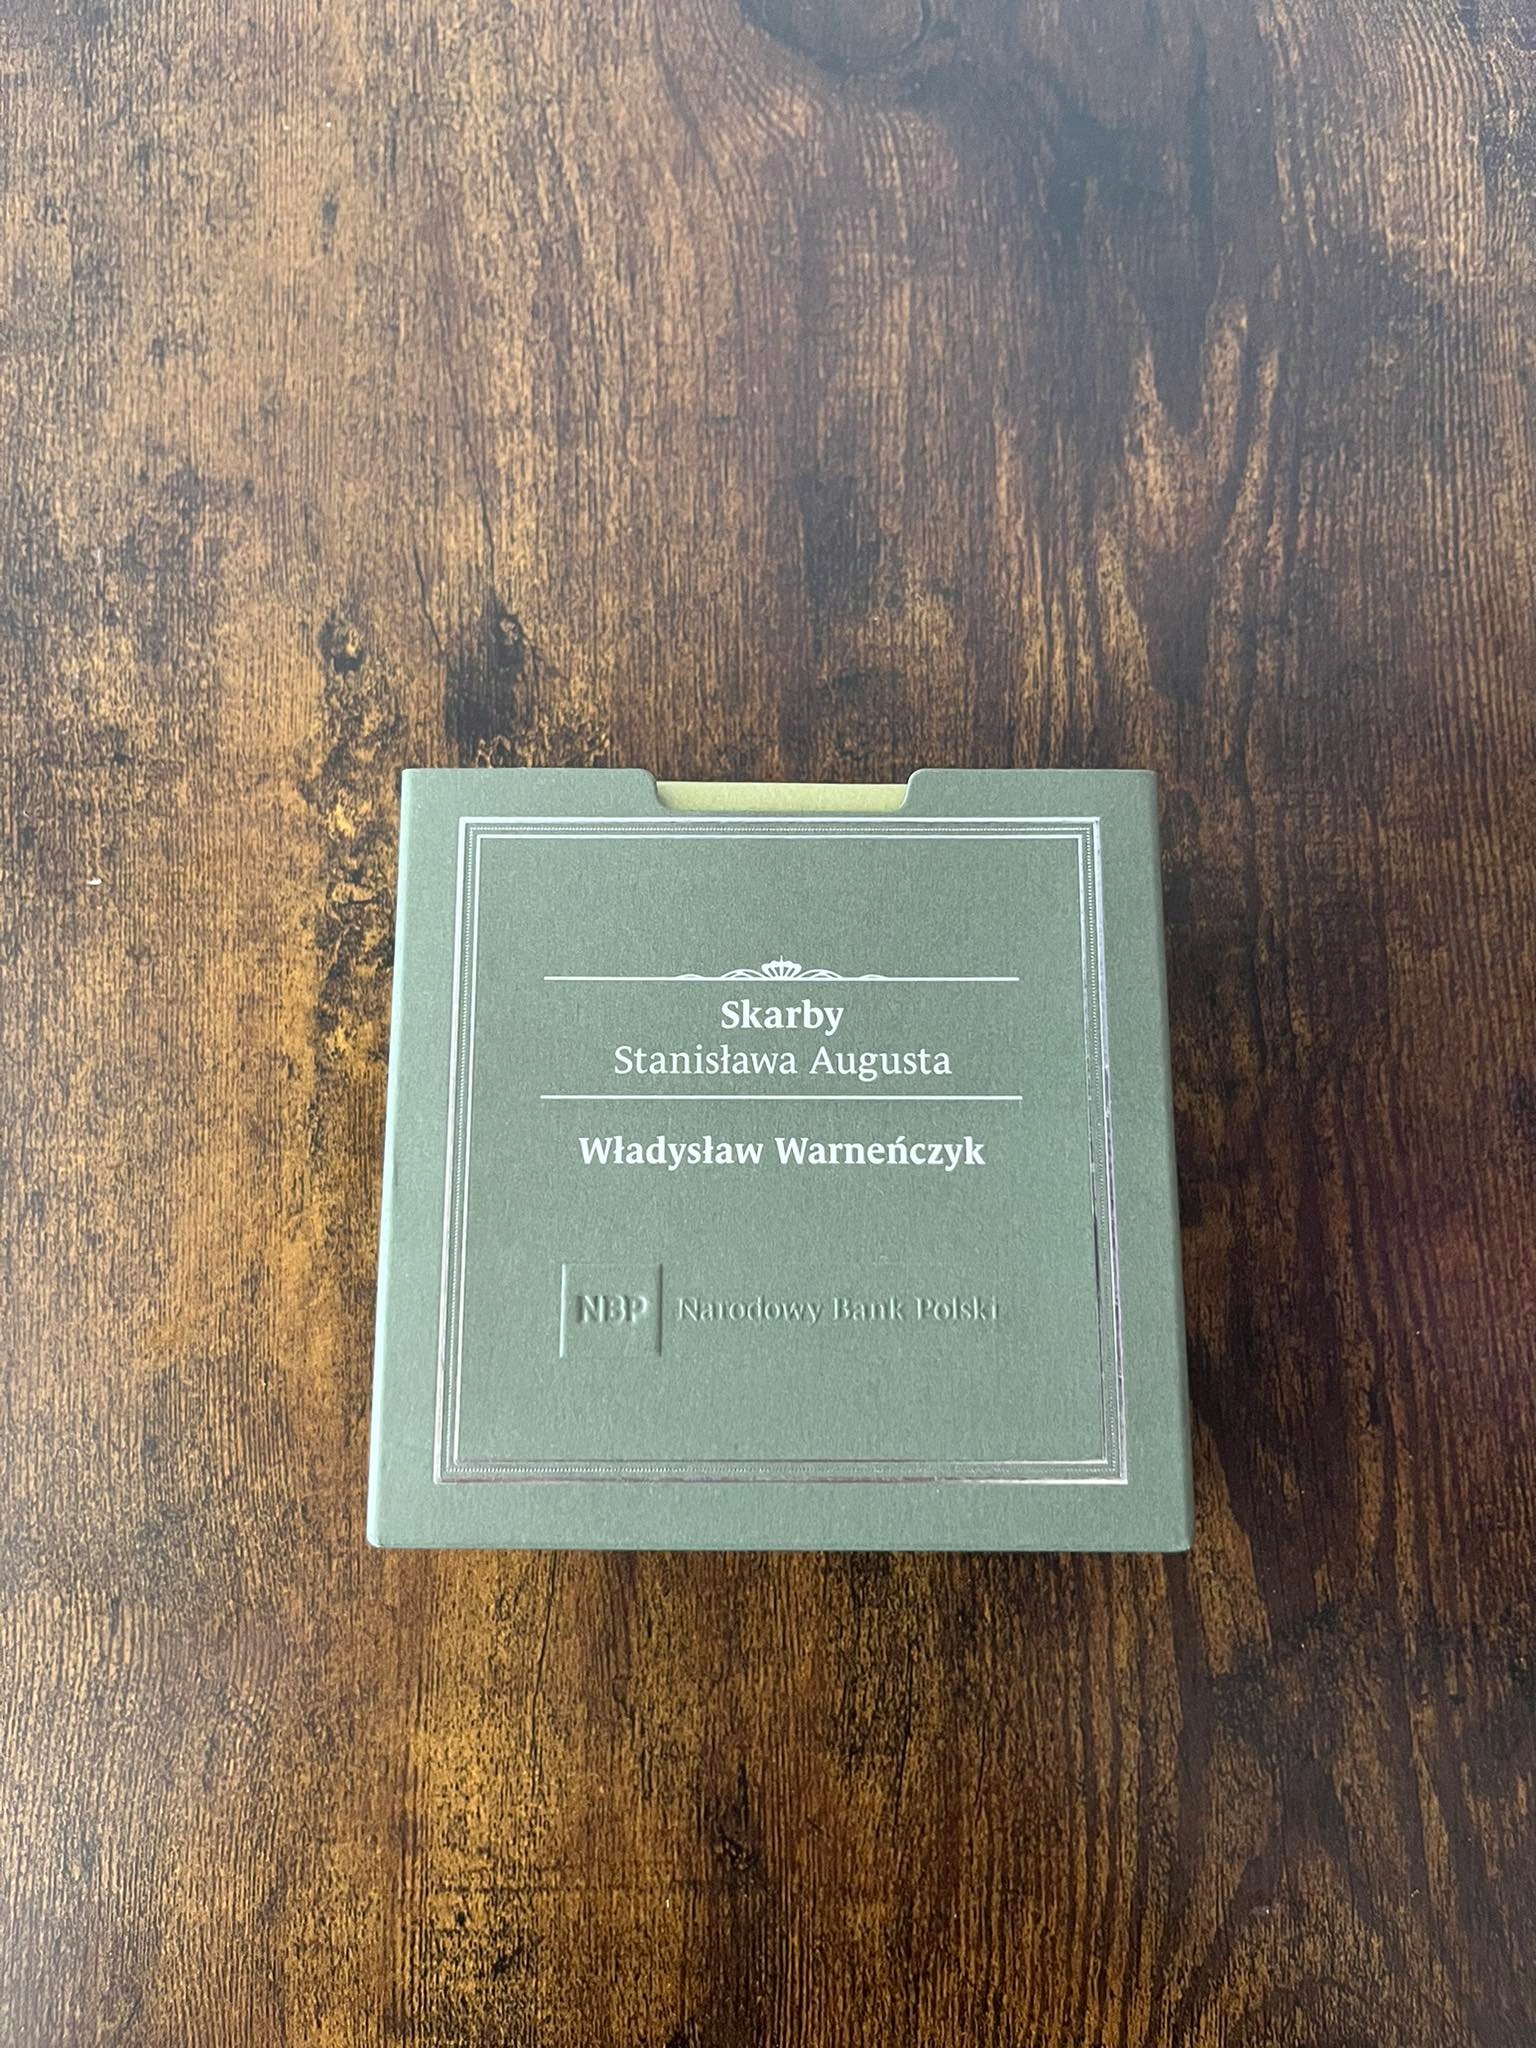 Skarby
Stanisława Augusta
Władysław Warneńczyk
NBP Narodowy Bank Polski